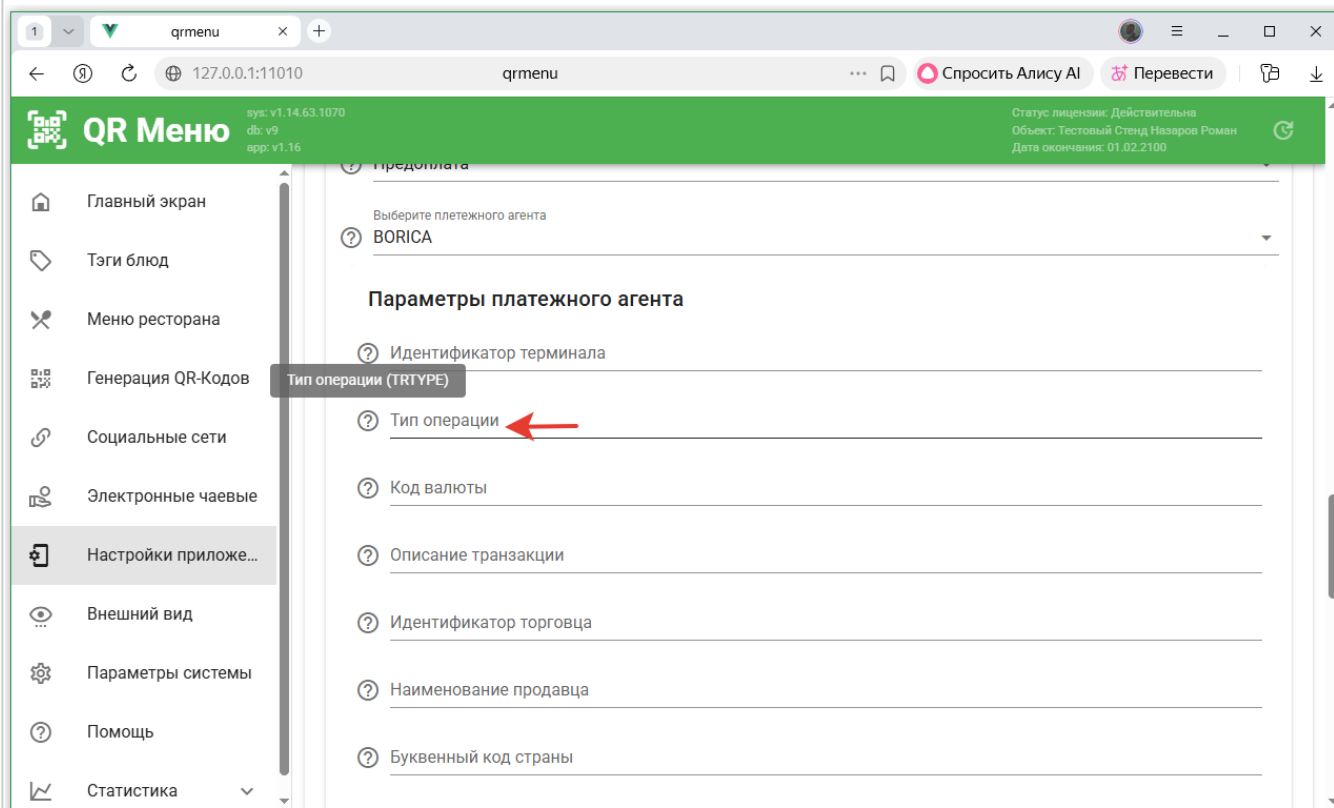 1
qrmenu
127.0.0.1:11010
qrmenu
Спросить Алису AI
Перевести
QR Меню
sys: v1.14.63.1070
db: v9
app: v1.16
Статус лицензии: Действительна
Объект: Тестовый Стенд Назаров Роман
Дата окончания: 01.02.2100
Главный экран
Тэги блюд
Меню ресторана
Генерация QR-Кодов
Социальные сети
Электронные чаевые
Настройки приложе...
Внешний вид
Параметры системы
Помощь
Статистика
Предоплата
Выберите плетежного агента
BORICA
Параметры платежного агента
Идентификатор терминала
Тип операции (TRTYPE)
Тип операции
Код валюты
Описание транзакции
Идентификатор торговца
Наименование продавца
Буквенный код страны